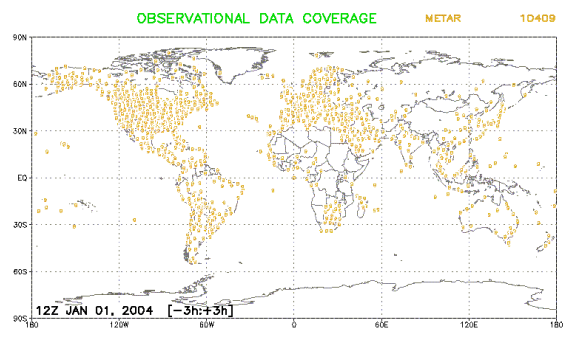 OBSERVATIONAL DATA COVERAGE METAR 10409
90N
60N
30N
EQ
30S
60S
90S
12Z JAN 01, 2004 [-3h:+3h]
180 120W 60W 0 60E 120E 180